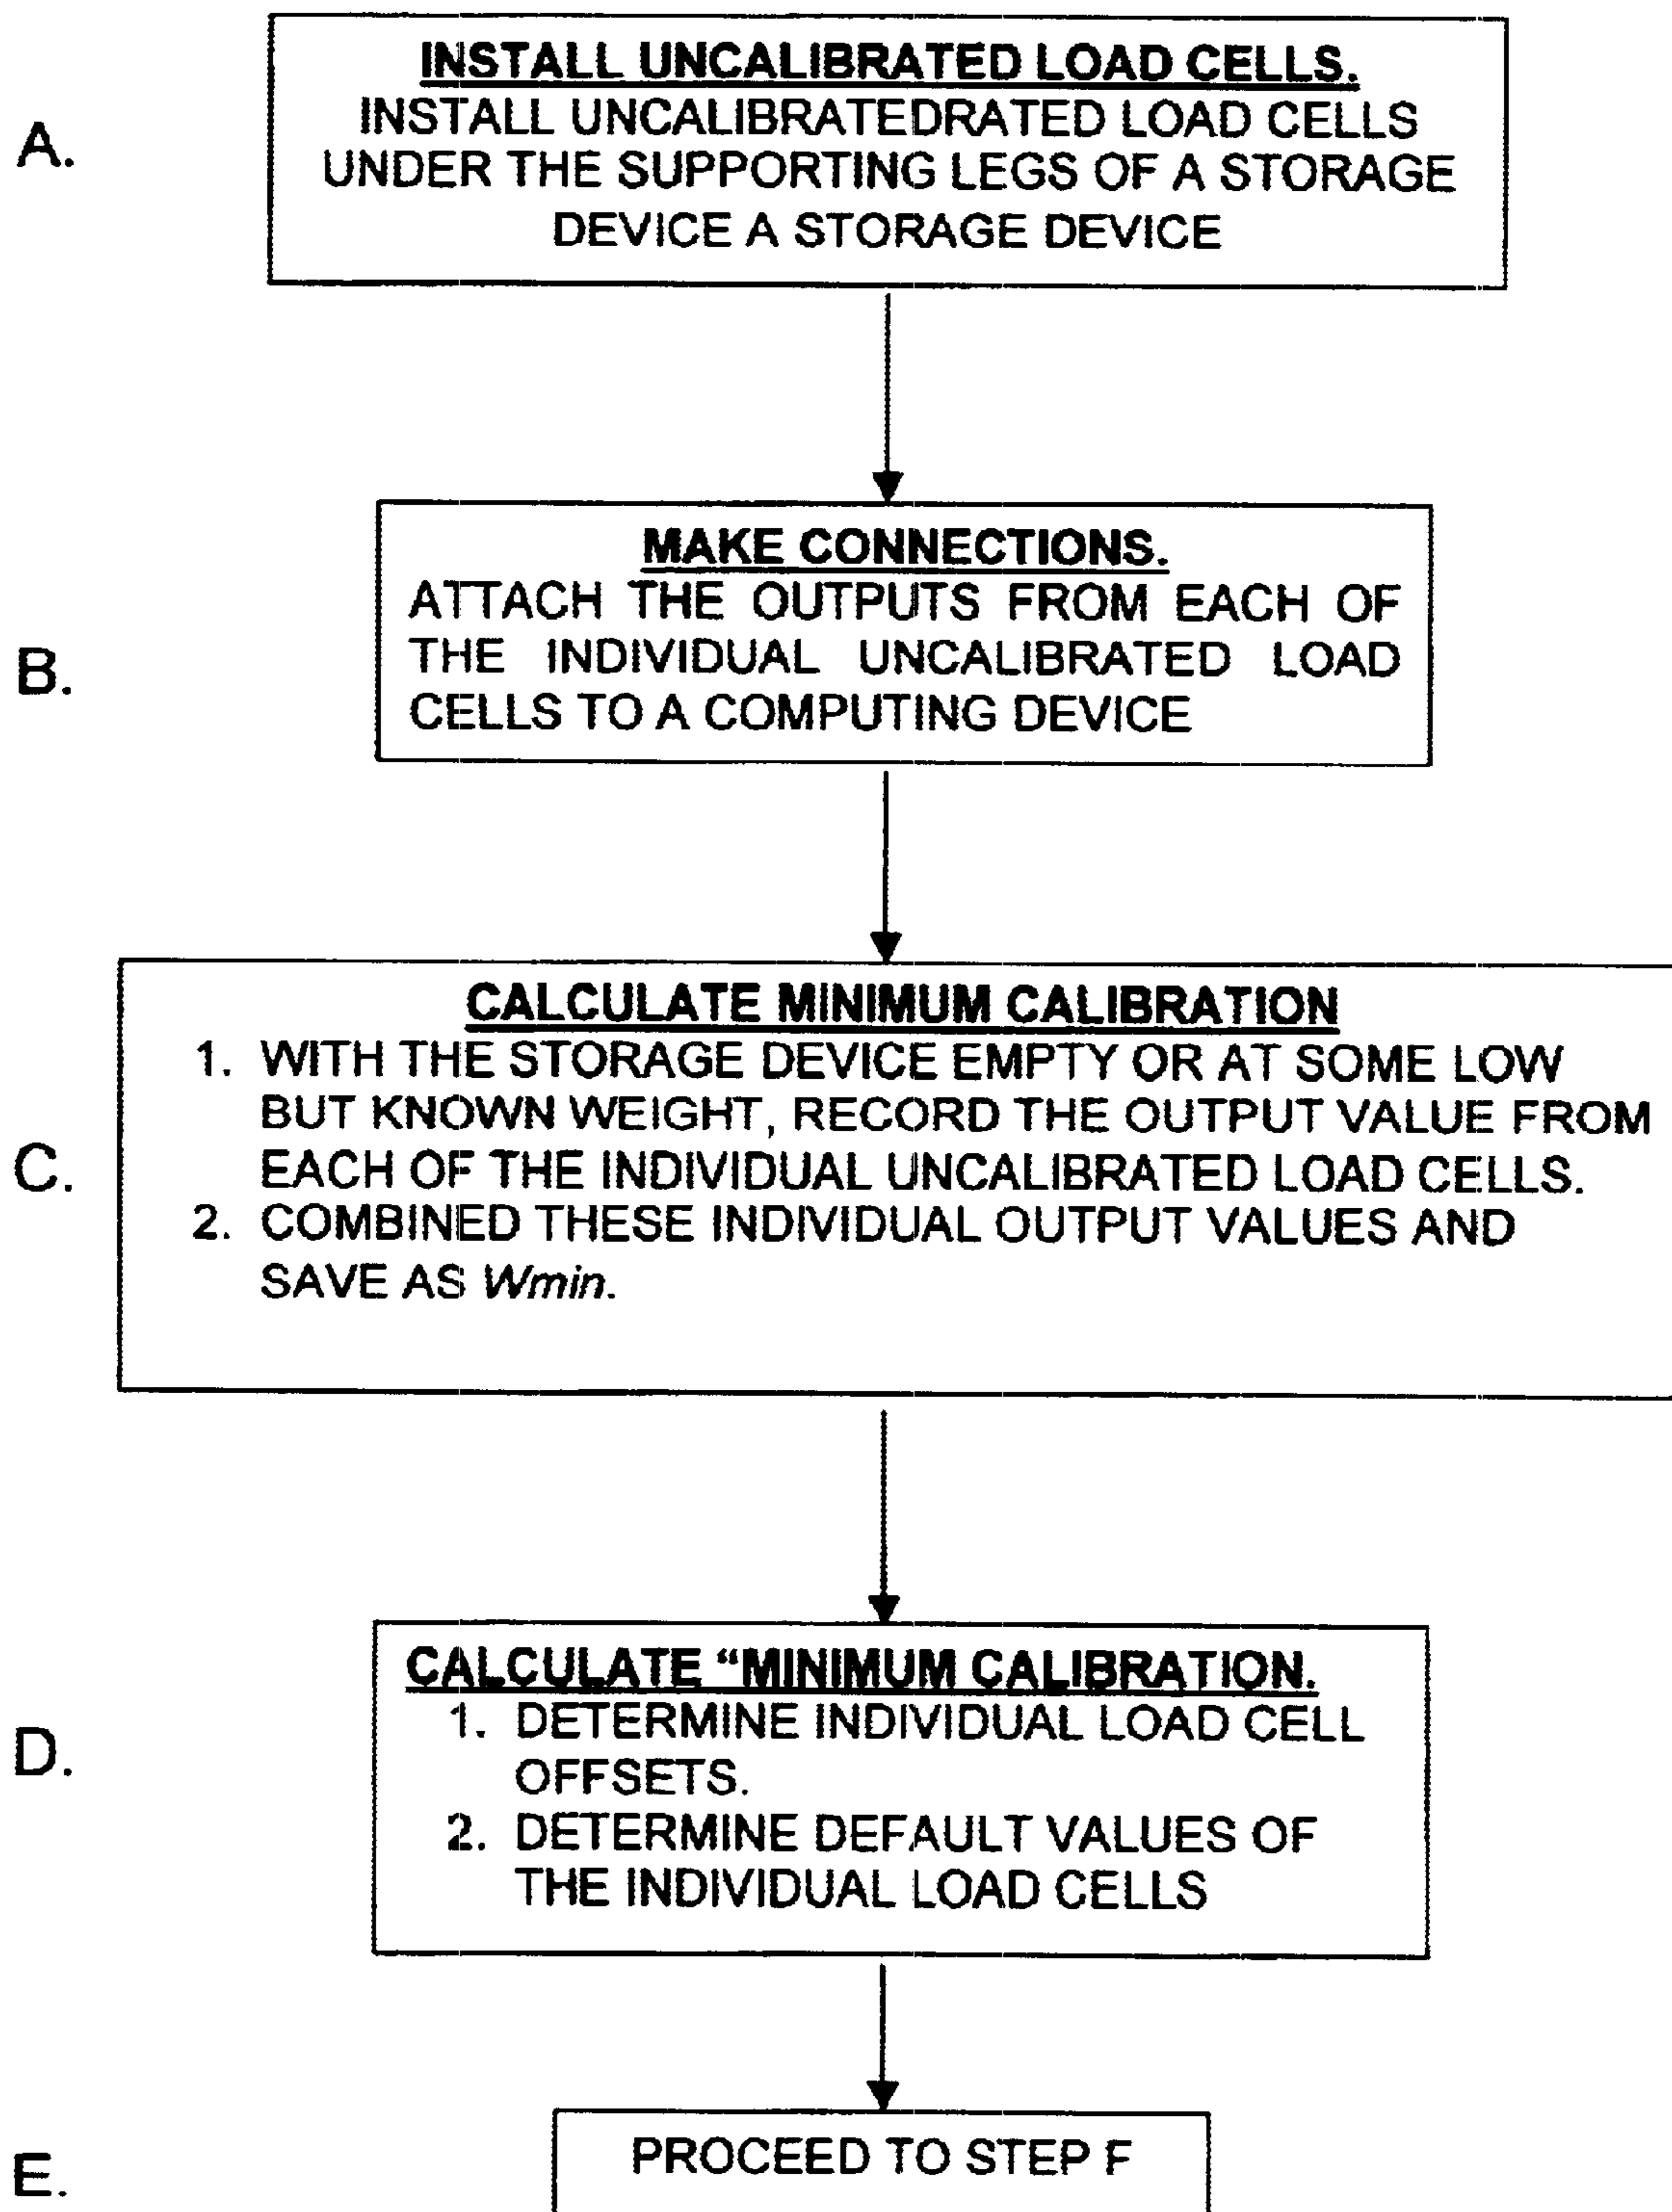 A.
INSTALL UNCALIBRATED LOAD CELLS.
INSTALL UNCALIBRATEDRATED LOAD CELLS
UNDER THE SUPPORTING LEGS OF A STORAGE
DEVICE A STORAGE DEVICE
B.
MAKE CONNECTIONS.
ATTACH THE OUTPUTS FROM EACH OF
THE INDIVIDUAL UNCALIBRATED LOAD
CELLS TO A COMPUTING DEVICE
C.
CALCULATE MINIMUM CALIBRATION
1. WITH THE STORAGE DEVICE EMPTY OR AT SOME LOW
BUT KNOWN WEIGHT, RECORD THE OUTPUT VALUE FROM
EACH OF THE INDIVIDUAL UNCALIBRATED LOAD CELLS.
2. COMBINED THESE INDIVIDUAL OUTPUT VALUES AND
SAVE AS Wmin.
D.
CALCULATE “MINIMUM CALIBRATION.
1. DETERMINE INDIVIDUAL LOAD CELL
OFFSETS.
2. DETERMINE DEFAULT VALUES OF
THE INDIVIDUAL LOAD CELLS
E.
PROCEED TO STEP F